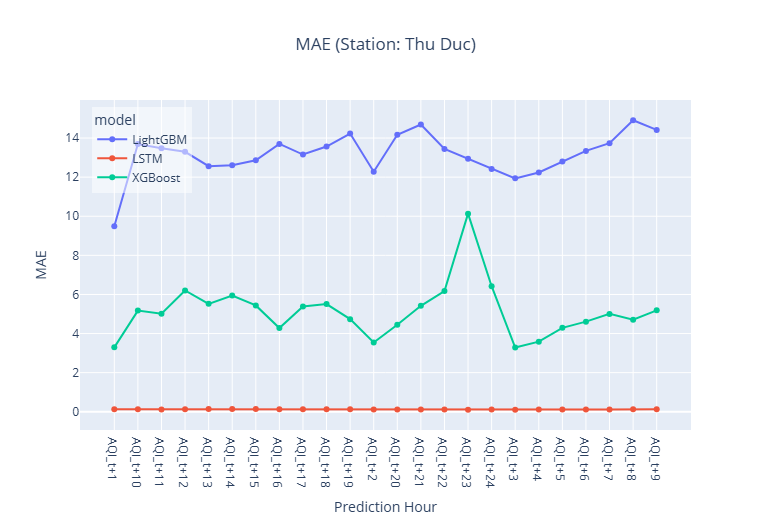 MAE (Station: Thu Duc)
model
LightGBM
LSTM
XGBoost
MAE
14
12
10
8
6
4
2
0
AQI_t+1
AQI_t+10
AQI_t+11
AQI_t+12
AQI_t+13
AQI_t+14
AQI_t+15
AQI_t+16
AQI_t+17
AQI_t+18
AQI_t+19
AQI_t+2
AQI_t+20
AQI_t+21
AQI_t+22
AQI_t+23
AQI_t+24
AQI_t+3
AQI_t+4
AQI_t+5
AQI_t+6
AQI_t+7
AQI_t+8
AQI_t+9
Prediction Hour